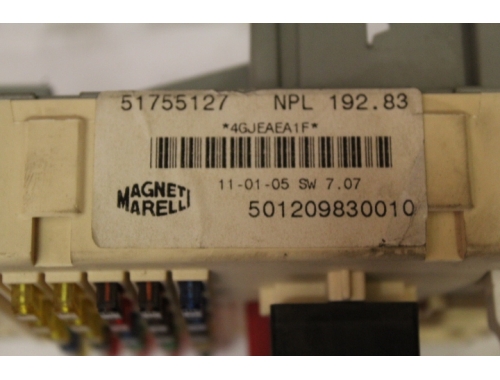 51755127 NPL 192.83
*4GJEAEA1F*
11-01-05 SW 7.07
MAGNETI
MARELLI
501209830010